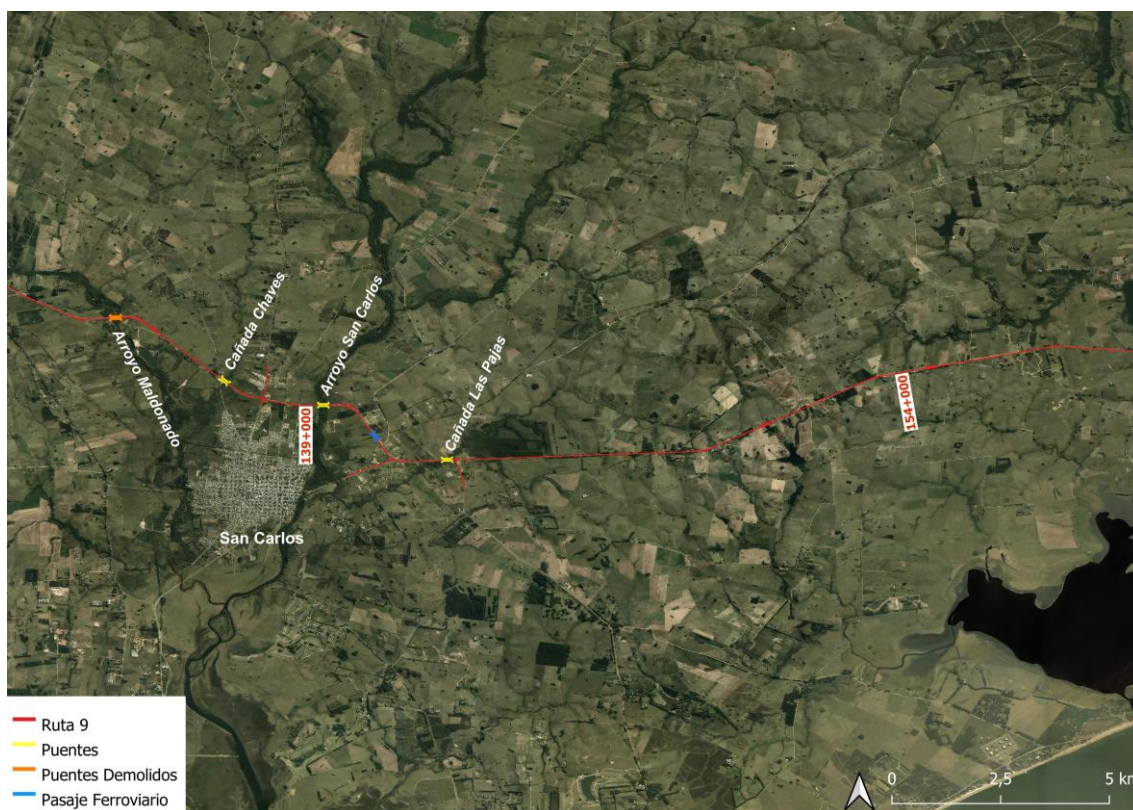 Arroyo Maldonado
Cañada Chaves
Arroyo San Carlos
139+000
Cañada Las Pajas
154+000
San Carlos
Ruta 9
Puentes
Puentes Demolidos
Pasaje Ferroviario
0 2,5 5 km